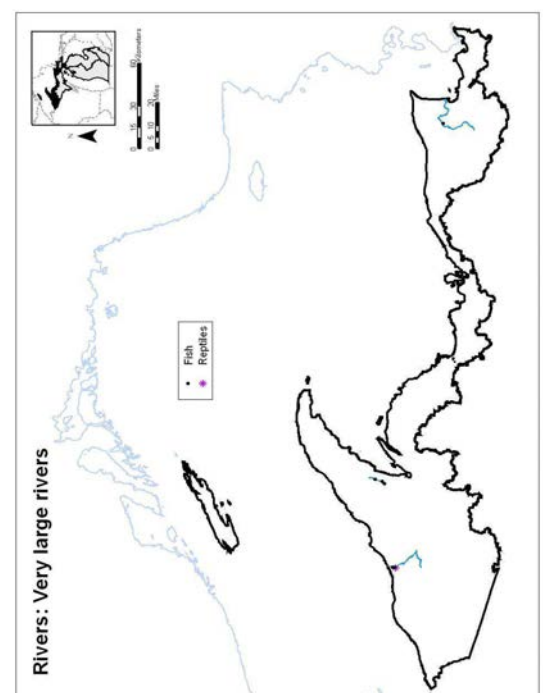 Rivers: Very large rivers
Fish
Reptiles
N
0 15 30 60 Kilometers
0 5 10 20 Miles